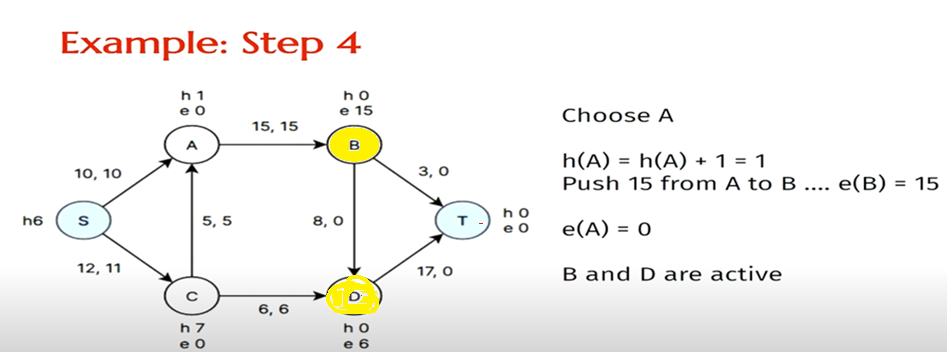 Example: Step 4
h 1
e 0
h 0
e 15
A
15, 15
B
10, 10
3, 0
h6
S
5, 5
8, 0
T
h 0
e 0
12, 11
17, 0
C
6, 6
D
h 7
e 0
h 0
e 6
Choose A
h(A) = h(A) + 1 = 1
Push 15 from A to B .... e(B) = 15
e(A) = 0
B and D are active